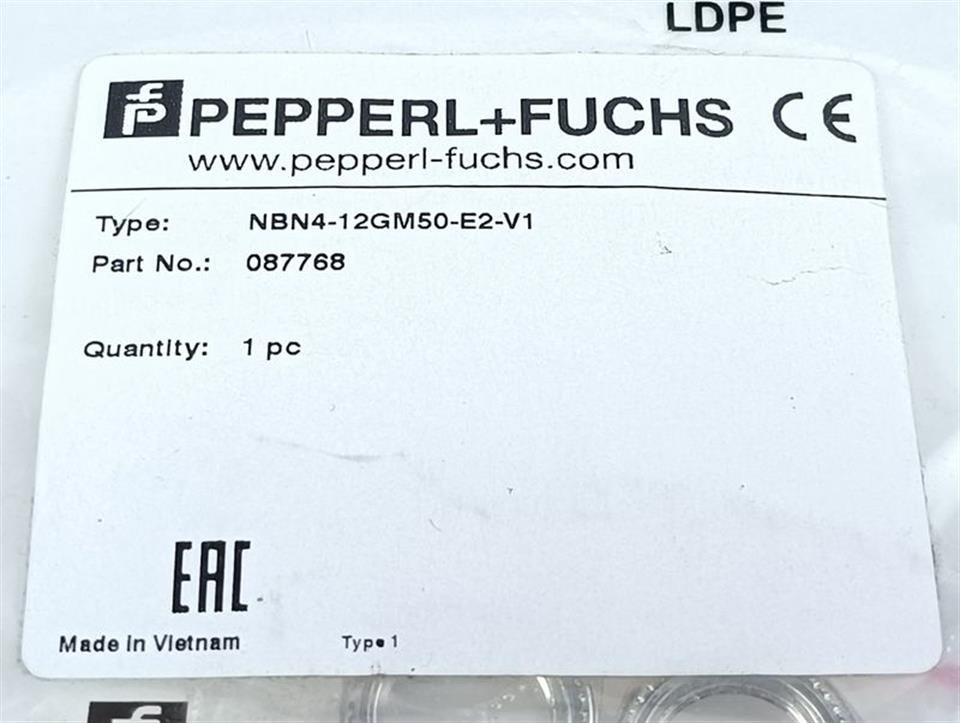 LDPE
PEPPERL+FUCHS CE
www.pepperl-fuchs.com
Type: NBN4-12GM50-E2-V1
Part No.: 087768
Quantity: 1 pc
EAC
Made in Vietnam Type 1